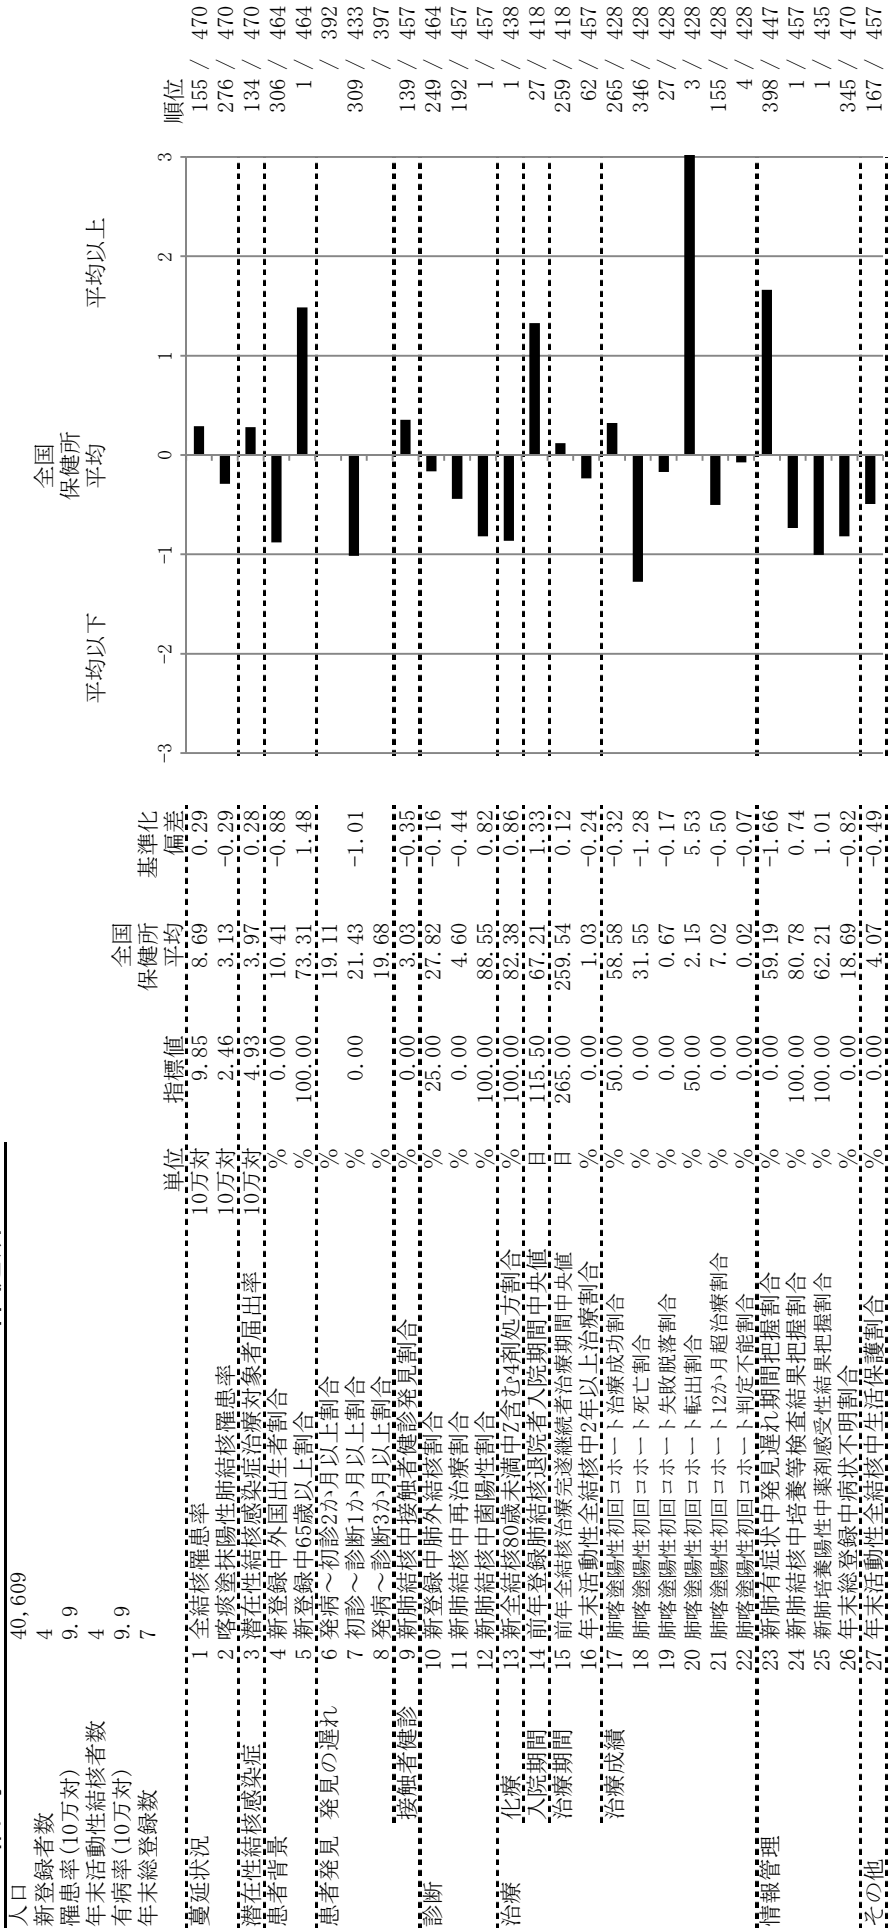 人口 40,609
新登録者数 4
罹患率(10万対) 9.9
年末活動性結核者数 4
有病率(10万対) 9.9
年末総登録数 7
単位 指標値 全国保健所平均 基準化偏差 平均以下 全国保健所平均 平均以上 順位
-3 -2 -1 0 1 2 3
蔓延状況 1 全結核罹患率 10万対 9.85 8.69 0.29 155 / 470
2 喀痰塗抹陽性肺結核罹患率 10万対 2.46 3.13 -0.29 276 / 470
潜在性結核感染症 3 潜在性結核感染症治療対象者届出率 10万対 4.93 3.97 0.28 134 / 470
患者背景 4 新登録中外国出生者割合 % 0.00 10.41 -0.88 306 / 464
5 新登録中65歳以上割合 % 100.00 73.31 1.48 1 / 464
患者発見 発見の遅れ 6 発病～初診2か月以上割合 % 19.11 / 392
7 初診～診断1か月以上割合 % 0.00 21.43 -1.01 309 / 433
8 発病～診断3か月以上割合 % 19.68 / 397
接触者健診 9 新肺結核中接触者健診発見割合 % 0.00 3.03 -0.35 139 / 457
診断 10 新登録中肺外結核割合 % 25.00 27.82 -0.16 249 / 464
11 新肺結核中再治療割合 % 0.00 4.60 -0.44 192 / 457
12 新肺結核中菌陽性割合 % 100.00 88.55 0.82 1 / 457
治療 化療 13 新全結核80歳未満中Z含む4剤処方割合 % 100.00 82.38 0.86 1 / 438
入院期間 14 前年登録肺結核退院者入院期間中央値 日 115.50 67.21 1.33 27 / 418
治療期間 15 前年全結核治療完遂継続者治療期間中央値 日 265.00 259.54 0.12 259 / 418
16 年末活動性全結核中2年以上治療割合 % 0.00 1.03 -0.24 62 / 457
治療成績 17 肺喀塗陽性初回コホート治療成功割合 % 50.00 58.58 -0.32 265 / 428
18 肺喀塗陽性初回コホート死亡割合 % 0.00 31.55 -1.28 346 / 428
19 肺喀塗陽性初回コホート失敗脱落割合 % 0.00 0.67 -0.17 27 / 428
20 肺喀塗陽性初回コホート転出割合 % 50.00 2.15 5.53 3 / 428
21 肺喀塗陽性初回コホート12か月超治療割合 % 0.00 7.02 -0.50 155 / 428
22 肺喀塗陽性初回コホート判定不能割合 % 0.00 0.02 -0.07 4 / 428
情報管理 23 新肺有症状中発見遅れ期間把握割合 % 0.00 59.19 -1.66 398 / 447
24 新肺結核中培養等検査結果把握割合 % 100.00 80.78 0.74 1 / 457
25 新肺培養陽性中薬剤感受性結果把握割合 % 100.00 62.21 1.01 1 / 435
26 年末総登録中病状不明割合 % 0.00 18.69 -0.82 345 / 470
その他 27 年末活動性全結核中生活保護割合 % 0.00 4.07 -0.49 167 / 457